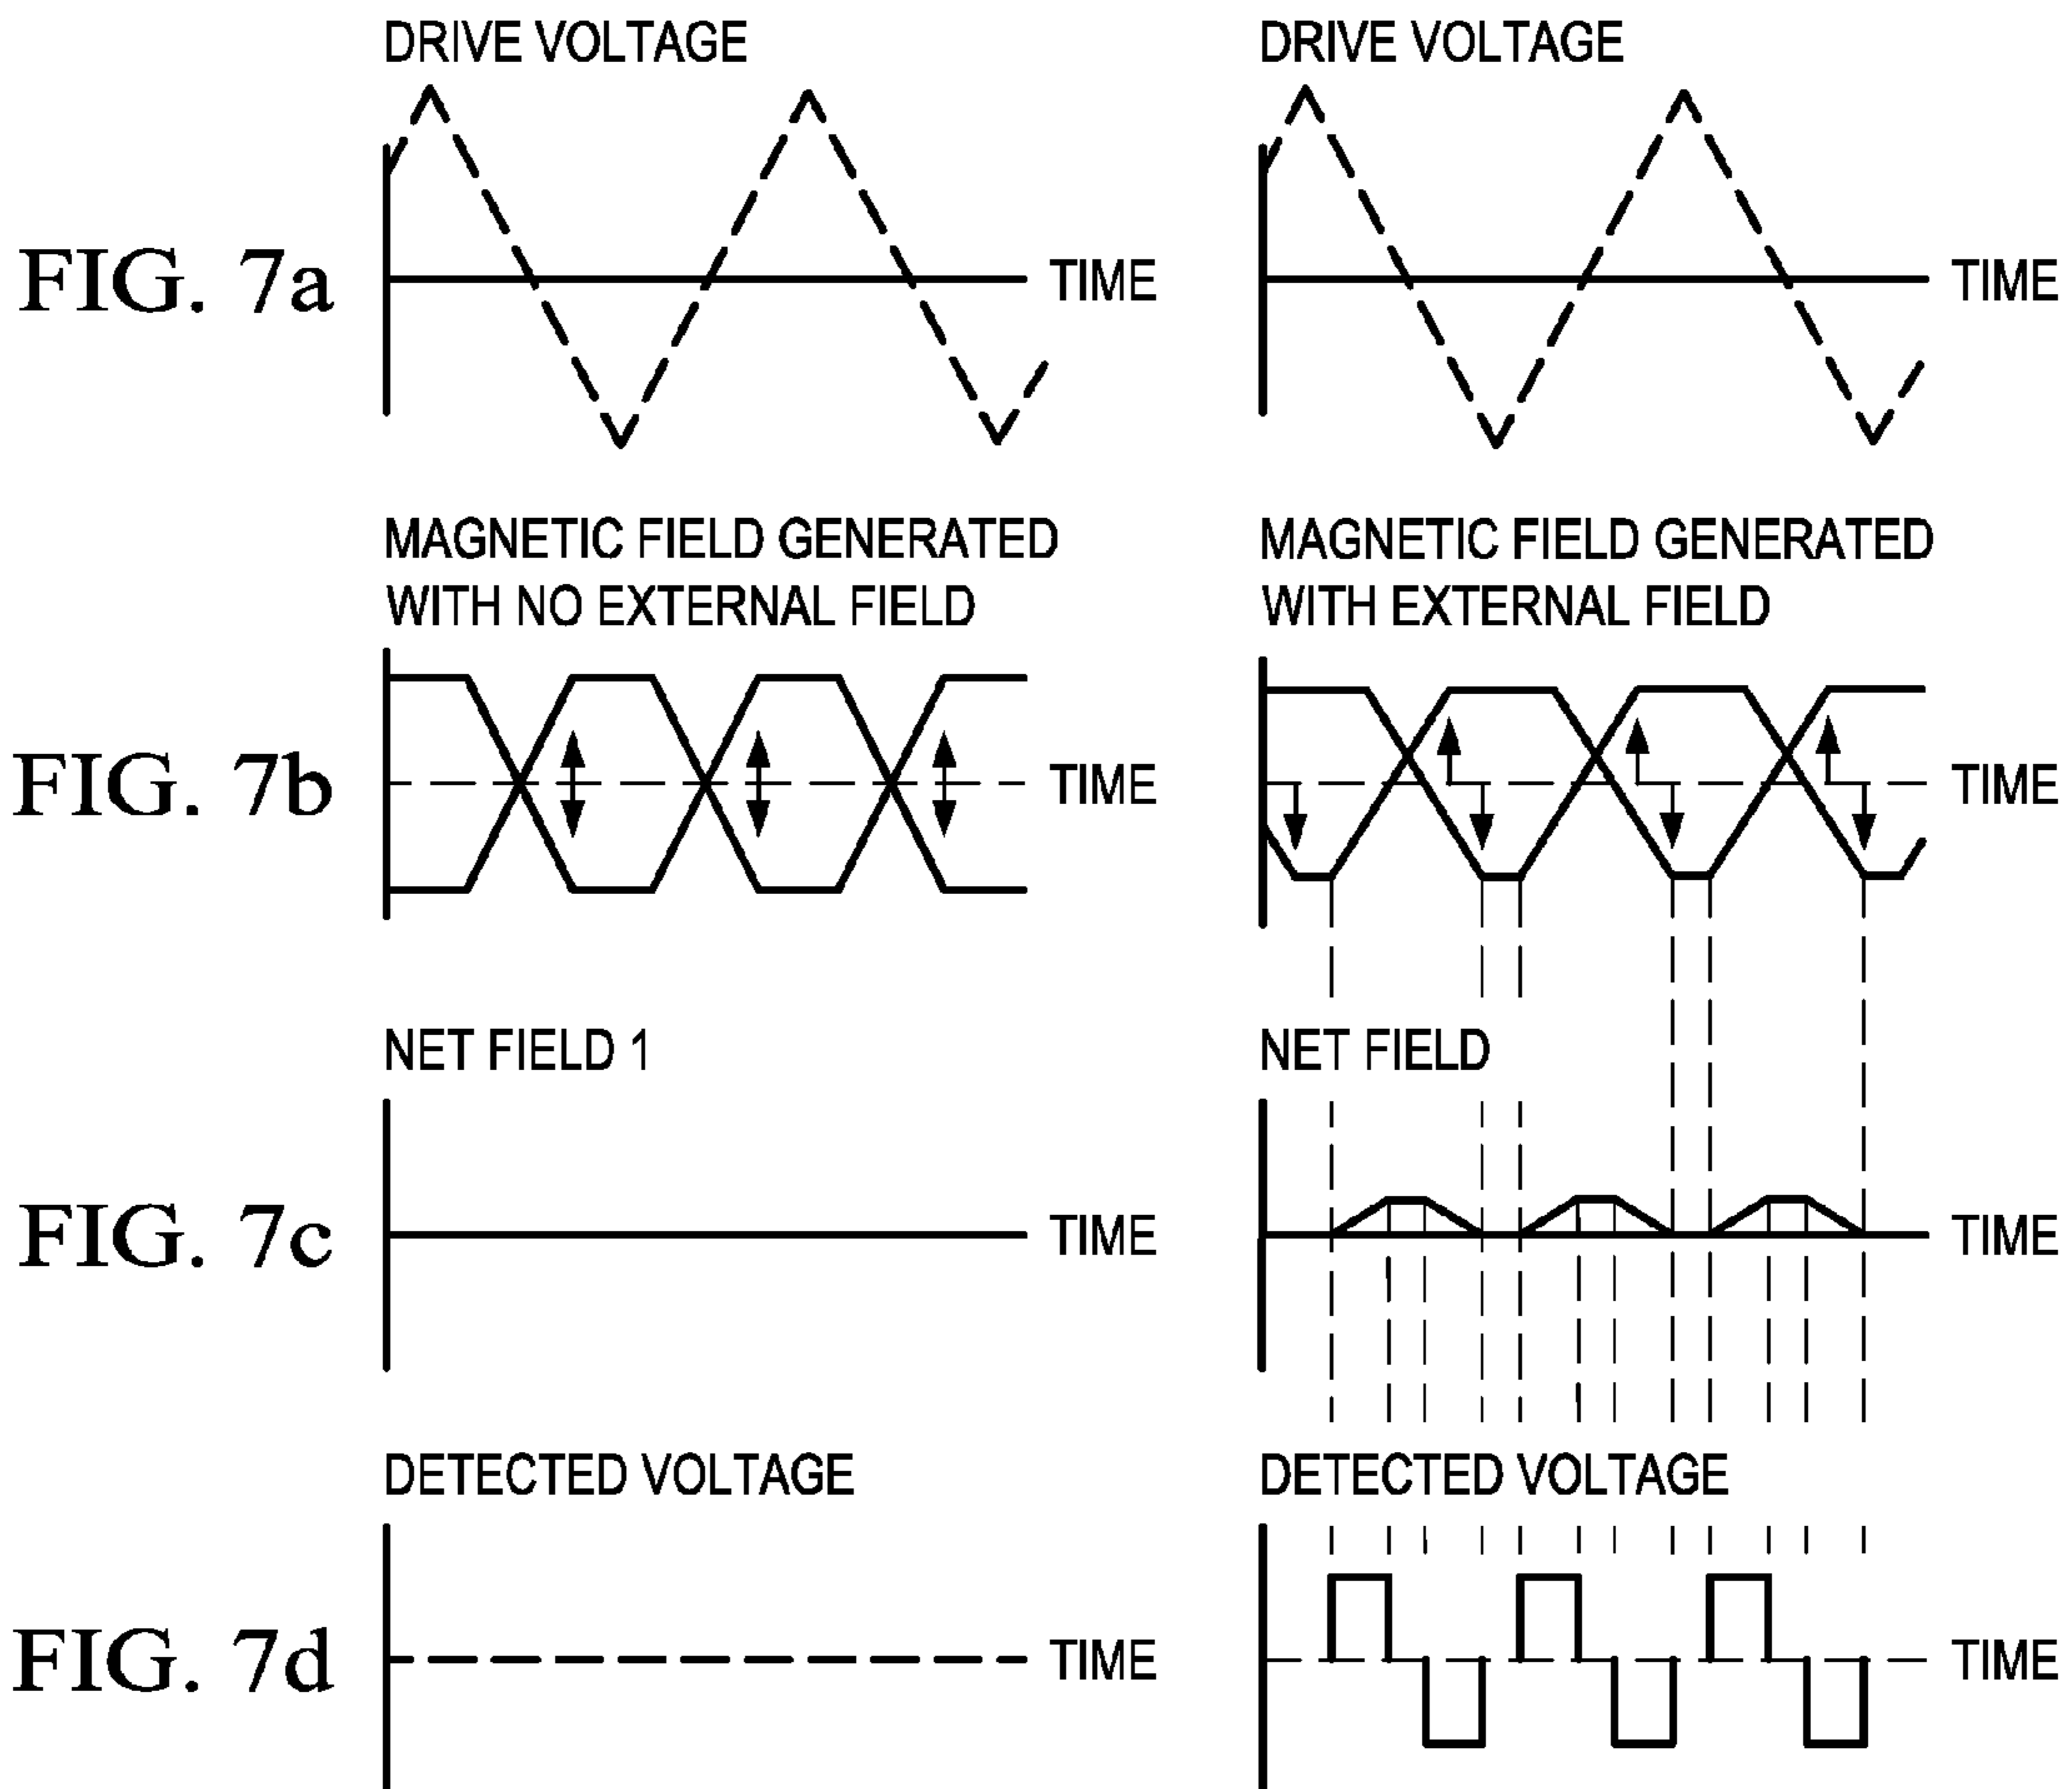 DRIVE VOLTAGE
DRIVE VOLTAGE
FIG. 7a
TIME
TIME
MAGNETIC FIELD GENERATED
WITH NO EXTERNAL FIELD
MAGNETIC FIELD GENERATED
WITH EXTERNAL FIELD
FIG. 7b
TIME
TIME
NET FIELD 1
NET FIELD
FIG. 7c
TIME
TIME
DETECTED VOLTAGE
DETECTED VOLTAGE
FIG. 7d
TIME
TIME